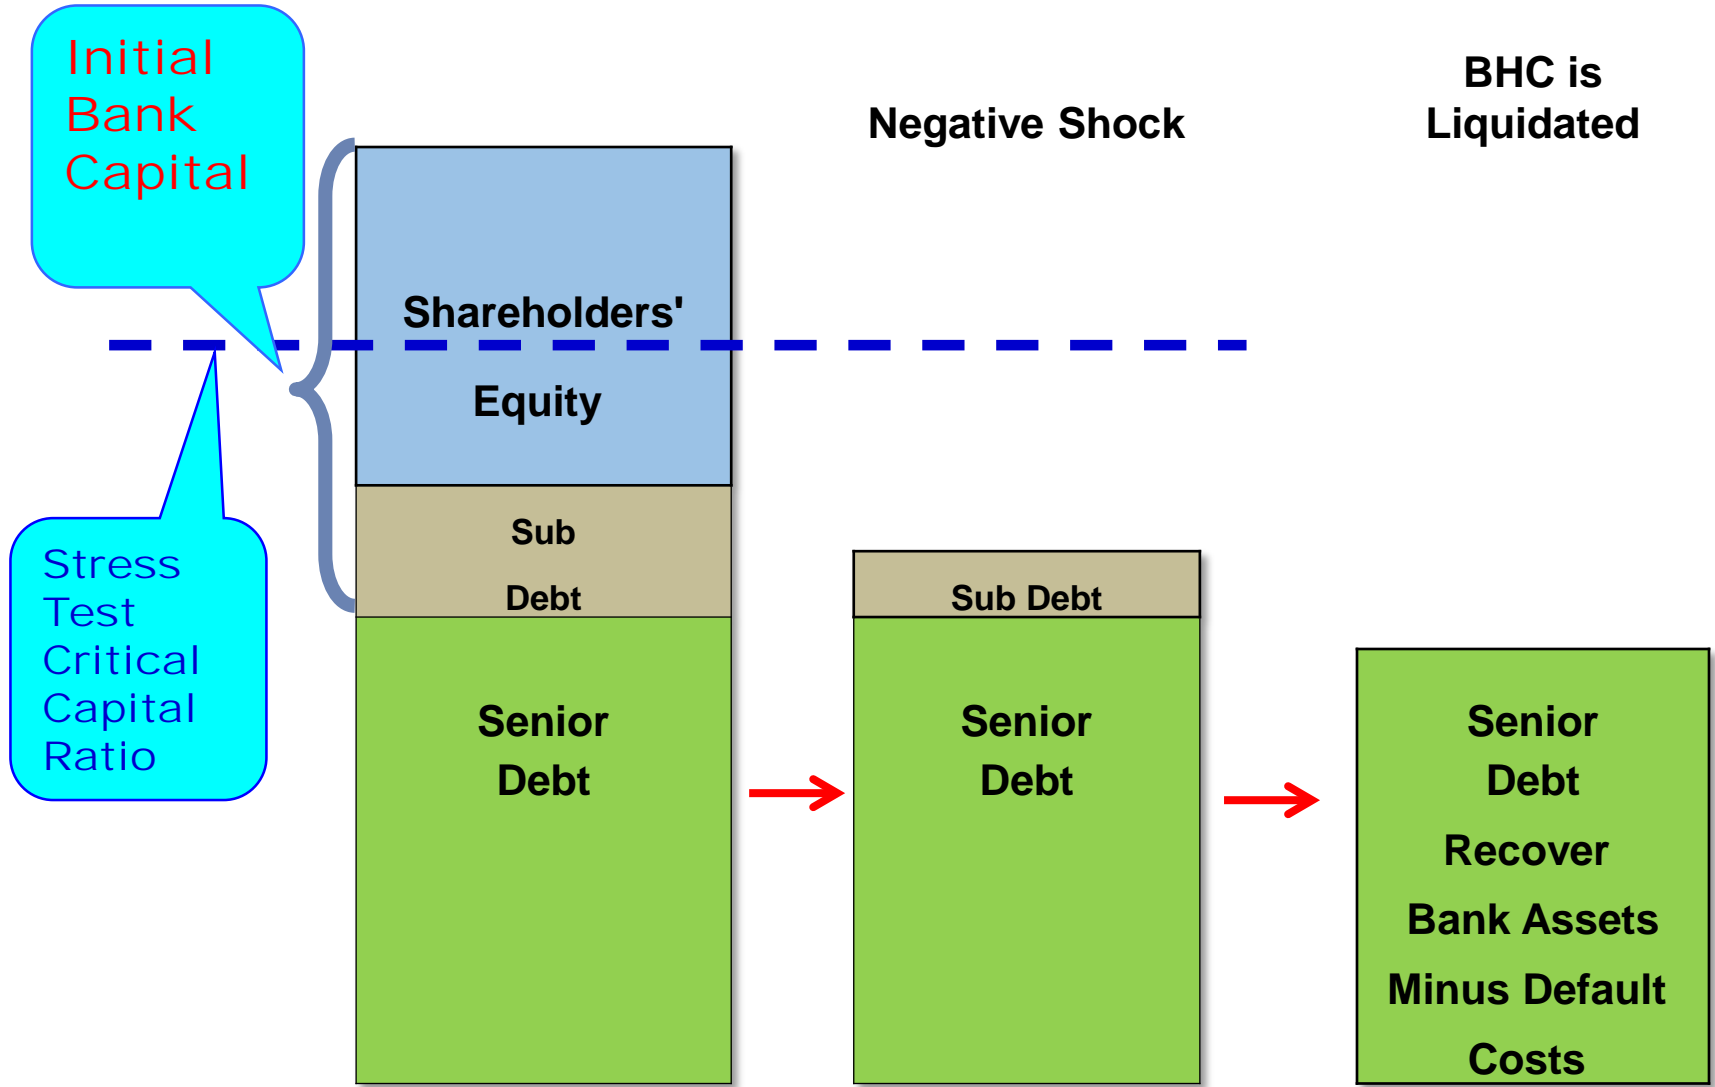 Initial
Bank
Capital
Negative Shock
BHC is
Liquidated
Shareholders'
Equity
Stress
Test
Critical
Capital
Ratio
Sub
Debt
Senior
Debt
Sub Debt
Senior
Debt
Senior
Debt
Recover
Bank Assets
Minus Default
Costs